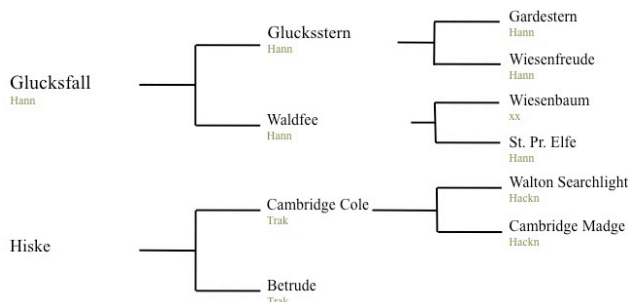 Glucksfall
Hann
Glucksstern
Hann
Gardestern
Hann
Wiesenfreude
Hann
Waldfee
Hann
Wiesenbaum
xx
St. Pr. Elfe
Hann
Hiske
Cambridge Cole
Trak
Walton Searchlight
Hackn
Cambridge Madge
Hackn
Betrude
Trak